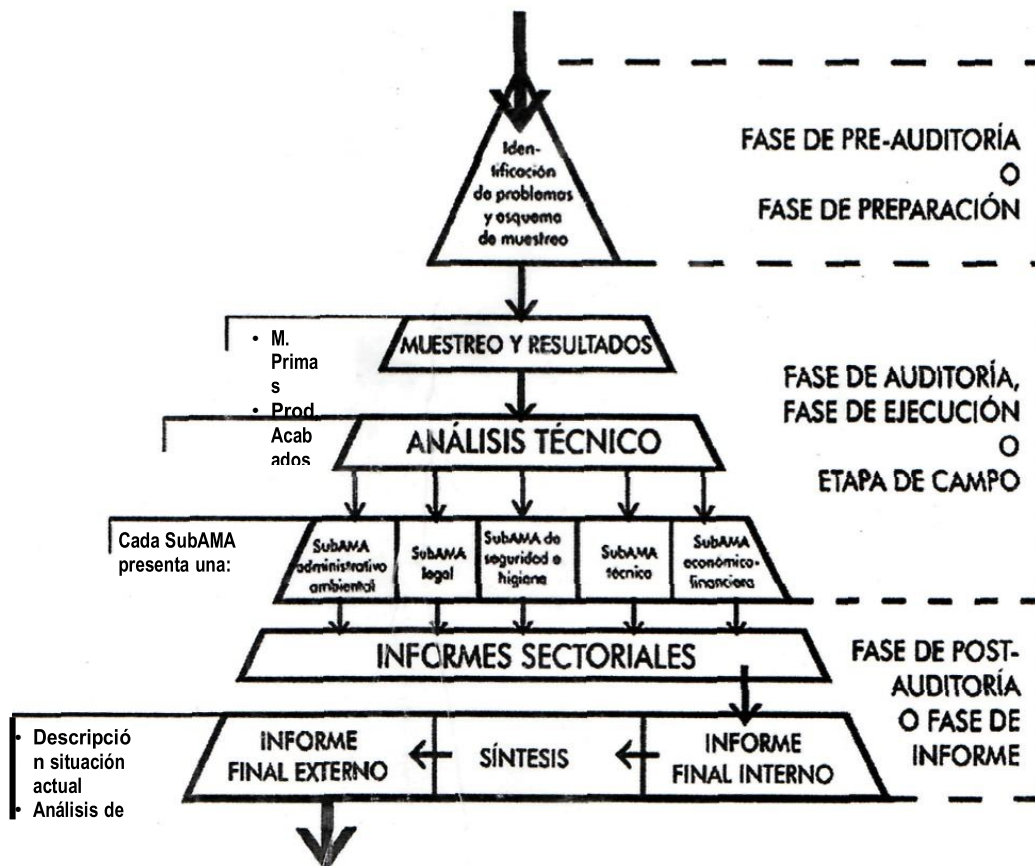 Iden-
tificación
de problemas
y esquema
de muestreo
FASE DE PRE-AUDITORÍA
O
FASE DE PREPARACIÓN
• M.
Prima
s
• Prod.
Acab
ados
MUESTREO Y RESULTADOS
ANÁLISIS TÉCNICO
FASE DE AUDITORÍA,
FASE DE EJECUCIÓN
O
ETAPA DE CAMPO
Cada SubAMA
presenta una:
SubAMA
administrativo
ambiental
SubAMA
legal
SubAMA de
seguridad e
higiene
SubAMA
técnica
SubAMA
económico-
financiera
INFORMES SECTORIALES
FASE DE POST-
AUDITORÍA
O FASE DE
INFORME
• Descripció
n situación
actual
• Análisis de
INFORME
FINAL EXTERNO
SÍNTESIS
INFORME
FINAL INTERNO